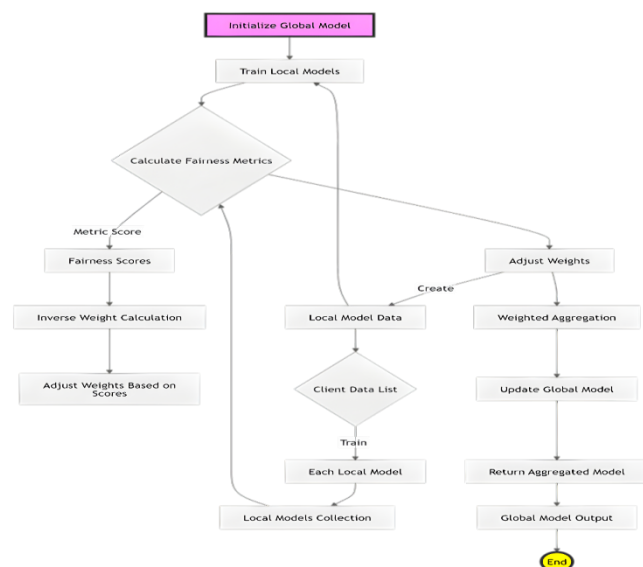 Initialize Global Model
Train Local Models
Calculate Fairness Metrics
Metric Score
Fairness Scores
Adjust Weights
Create
Inverse Weight Calculation
Local Model Data
Weighted Aggregation
Adjust Weights Based on
Scores
Client Data List
Update Global Model
Train
Each Local Model
Return Aggregated Model
Local Models Collection
Global Model Output
End